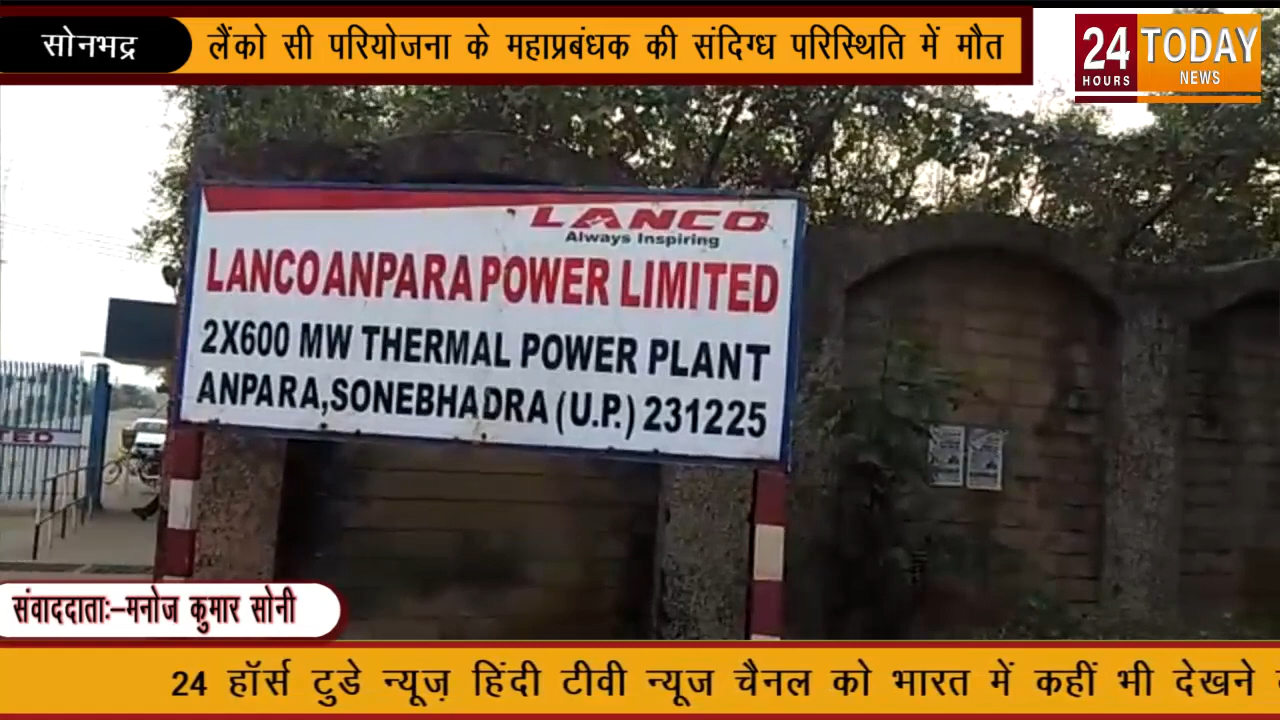 सोनभद्र
लैंको सी परियोजना के महाप्रबंधक की संदिग्ध परिस्थिति में मौत
24 TODAY
HOURS NEWS
LANCO
Always Inspiring
LANCO ANPARA POWER LIMITED
2X600 MW THERMAL POWER PLANT
ANPARA, SONEBHADRA (U.P.) 231225
TED
संवाददाताः–मनोज कुमार सोनी
24 हॉर्स टुडे न्यूज़ हिंदी टीवी न्यूज चैनल को भारत में कहीं भी देखने